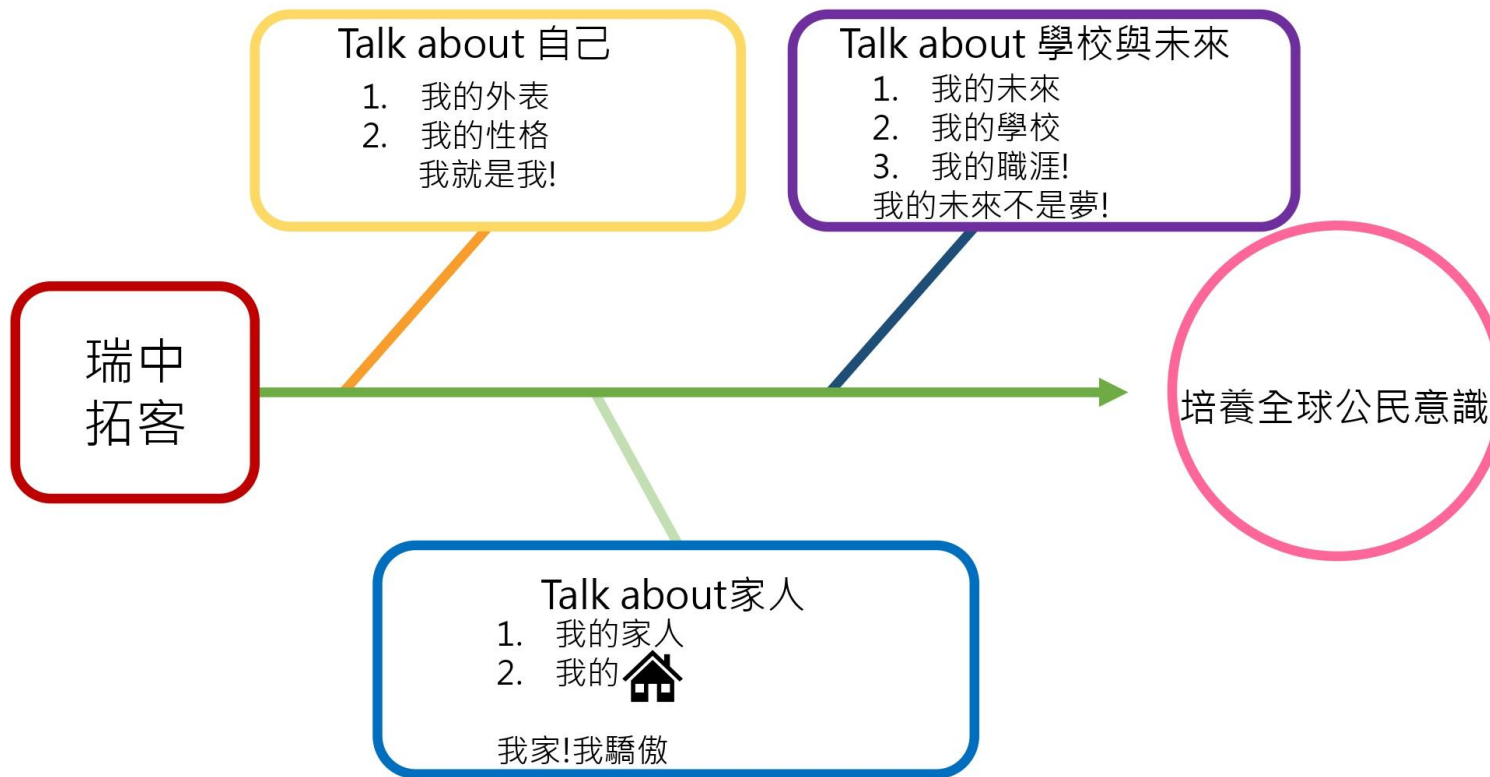 Talk about 自己
1. 我的外表
2. 我的性格
我就是我!
Talk about 學校與未來
1. 我的未來
2. 我的學校
3. 我的職涯!
我的未來不是夢!
瑞中
拓客
培養全球公民意識
Talk about家人
1. 我的家人
2. 我的
我家!我驕傲